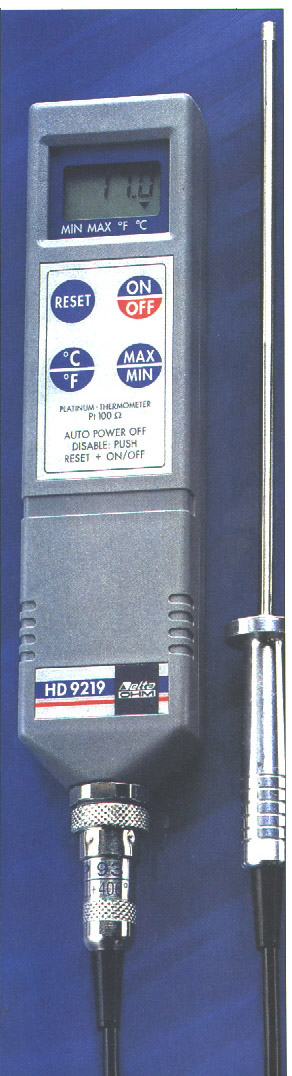 17.0
MIN MAX °F °C
RESET
ON
OFF
°C
°F
MAX
MIN
PLATINUM - THERMOMETER
Pt 100 Ω
AUTO POWER OFF
DISABLE: PUSH
RESET + ON/OFF
HD 9219
delta
OHM